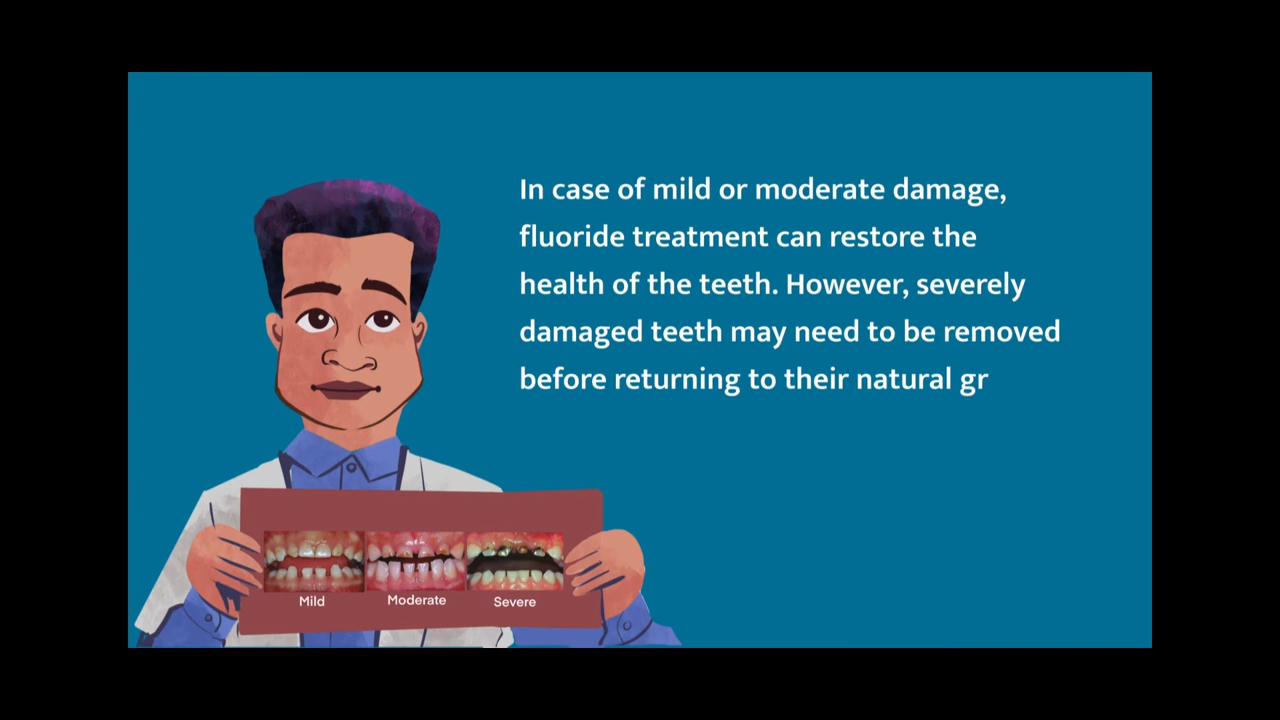 In case of mild or moderate damage,
fluoride treatment can restore the
health of the teeth. However, severely
damaged teeth may need to be removed
before returning to their natural gr
Mild
Moderate
Severe